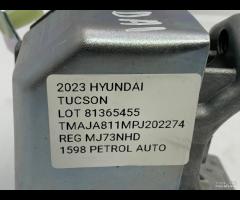 2023 HYUNDAI
TUCSON
LOT 81365455
TMAJA811MPJ202274
REG MJ73NHD
1598 PETROL AUTO